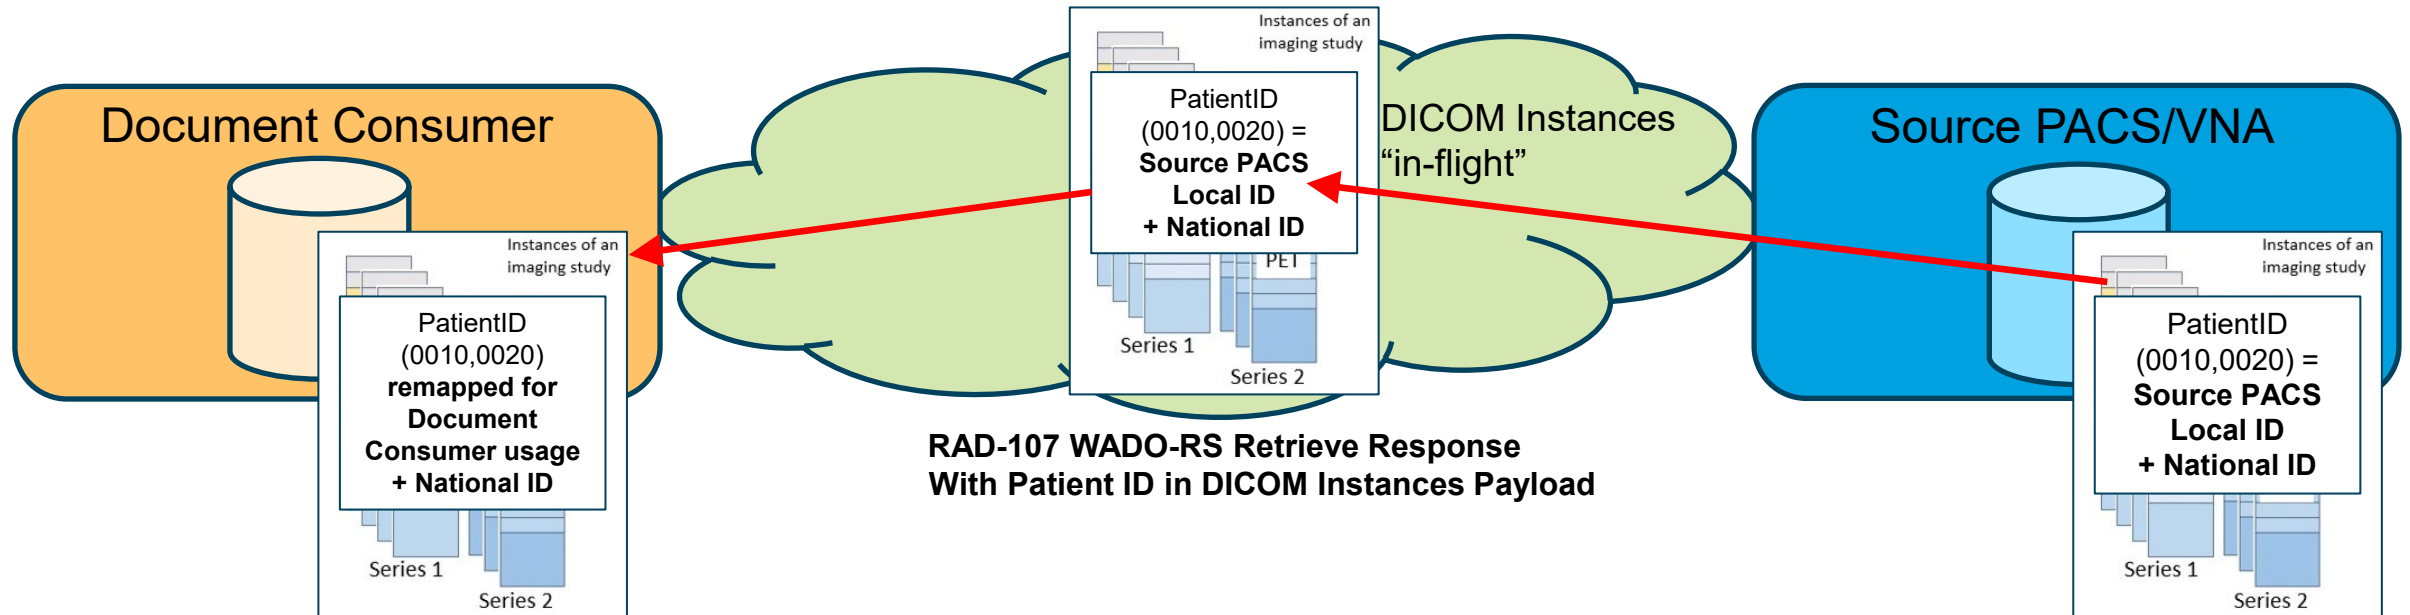 Document Consumer
Instances of an
imaging study
PatientID
(0010,0020)
remapped for
Document
Consumer usage
+ National ID
Series 1
Series 2
Instances of an
imaging study
PatientID
(0010,0020) =
Source PACS
Local ID
+ National ID
PET
Series 1
Series 2
DICOM Instances
“in-flight”
RAD-107 WADO-RS Retrieve Response
With Patient ID in DICOM Instances Payload
Source PACS/VNA
Instances of an
imaging study
PatientID
(0010,0020) =
Source PACS
Local ID
+ National ID
Series 1
Series 2